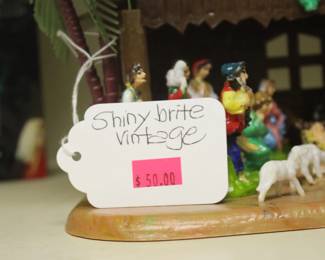 shiny brite
vintage
$ 50.00